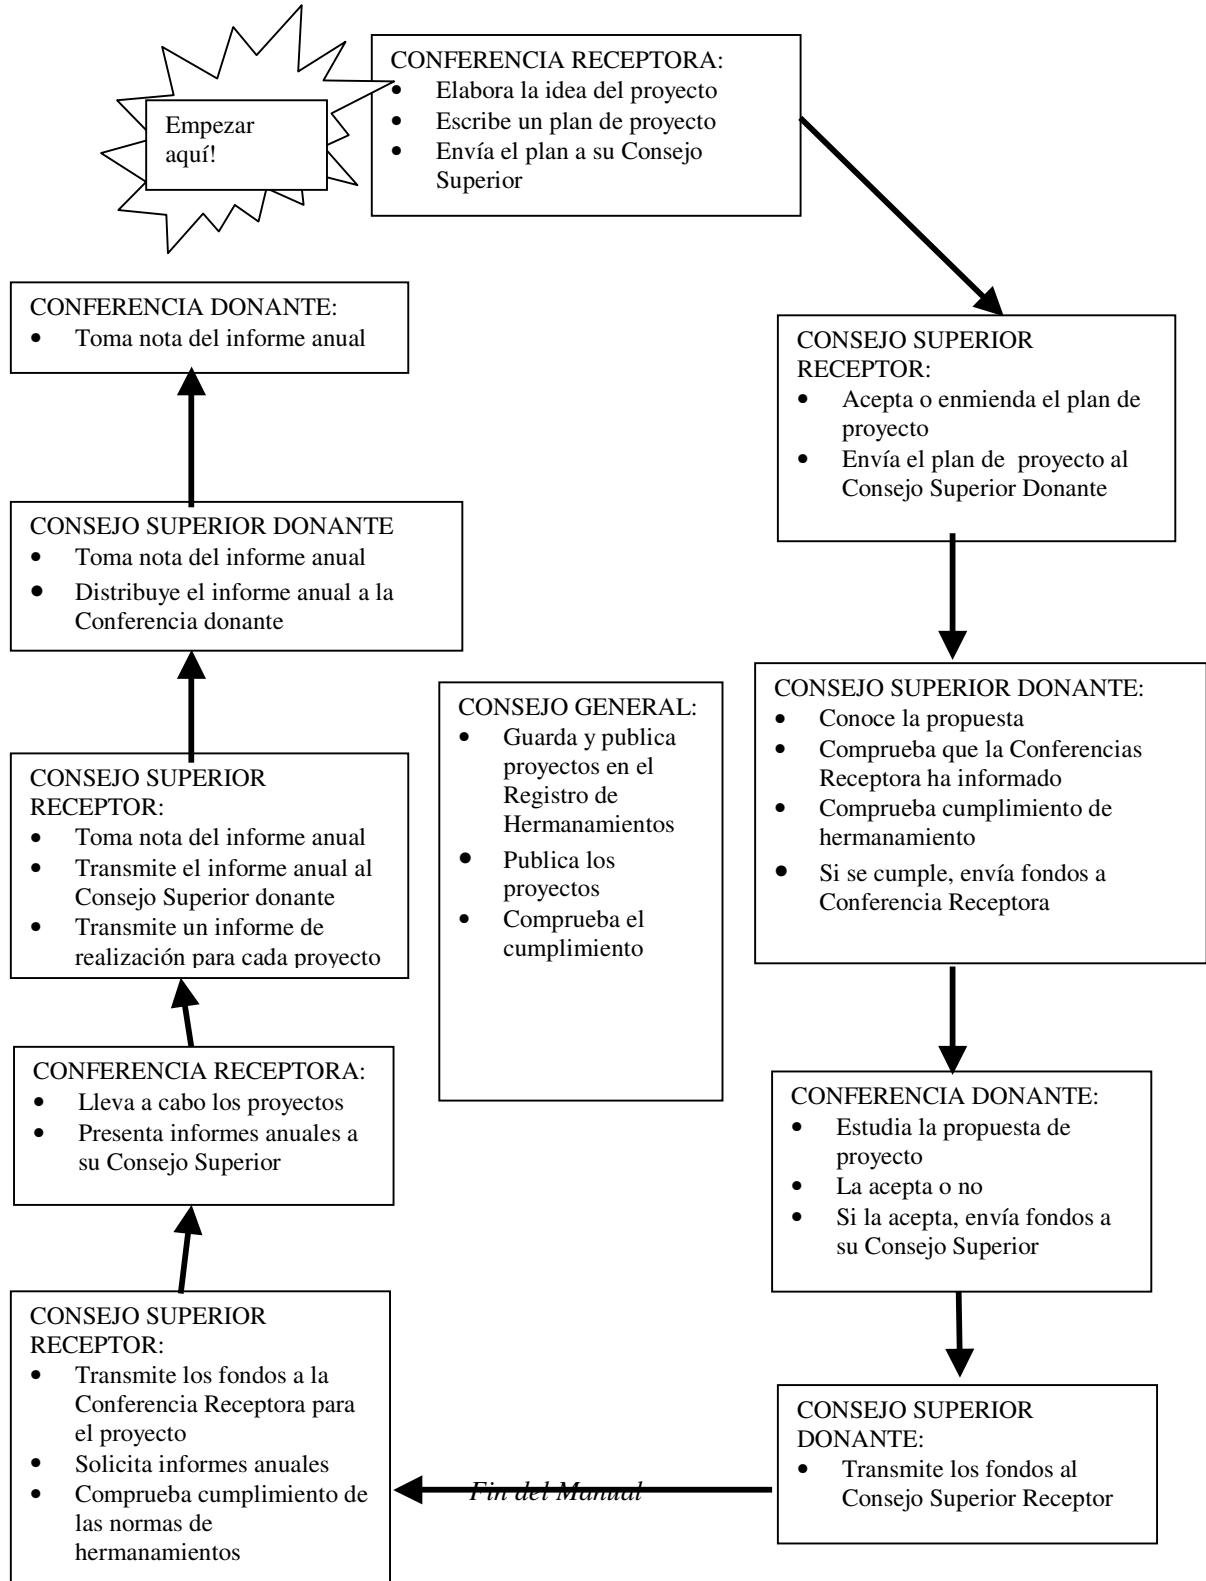 Empezar
aquí!
CONFERENCIA RECEPTORA:
• Elabora la idea del proyecto
• Escribe un plan de proyecto
• Envía el plan a su Consejo
Superior
CONSEJO SUPERIOR
RECEPTOR:
• Acepta o enmienda el plan de
proyecto
• Envía el plan de proyecto al
Consejo Superior Donante
CONSEJO SUPERIOR DONANTE:
• Conoce la propuesta
• Comprueba que la Conferencias
Receptora ha informado
• Comprueba cumplimiento de
hermanamiento
• Si se cumple, envía fondos a
Conferencia Receptora
CONFERENCIA DONANTE:
• Estudia la propuesta de
proyecto
• La acepta o no
• Si la acepta, envía fondos a
su Consejo Superior
CONSEJO SUPERIOR
DONANTE:
• Transmite los fondos al
Consejo Superior Receptor
Fin del Manual
CONSEJO SUPERIOR
RECEPTOR:
• Transmite los fondos a la
Conferencia Receptora para
el proyecto
• Solicita informes anuales
• Comprueba cumplimiento de
las normas de
hermanamientos
CONFERENCIA RECEPTORA:
• Lleva a cabo los proyectos
• Presenta informes anuales a
su Consejo Superior
CONSEJO SUPERIOR
RECEPTOR:
• Toma nota del informe anual
• Transmite el informe anual al
Consejo Superior donante
• Transmite un informe de
realización para cada proyecto
CONSEJO SUPERIOR DONANTE
• Toma nota del informe anual
• Distribuye el informe anual a la
Conferencia donante
CONFERENCIA DONANTE:
• Toma nota del informe anual
CONSEJO GENERAL:
• Guarda y publica
proyectos en el
Registro de
Hermanamientos
• Publica los
proyectos
• Comprueba el
cumplimiento